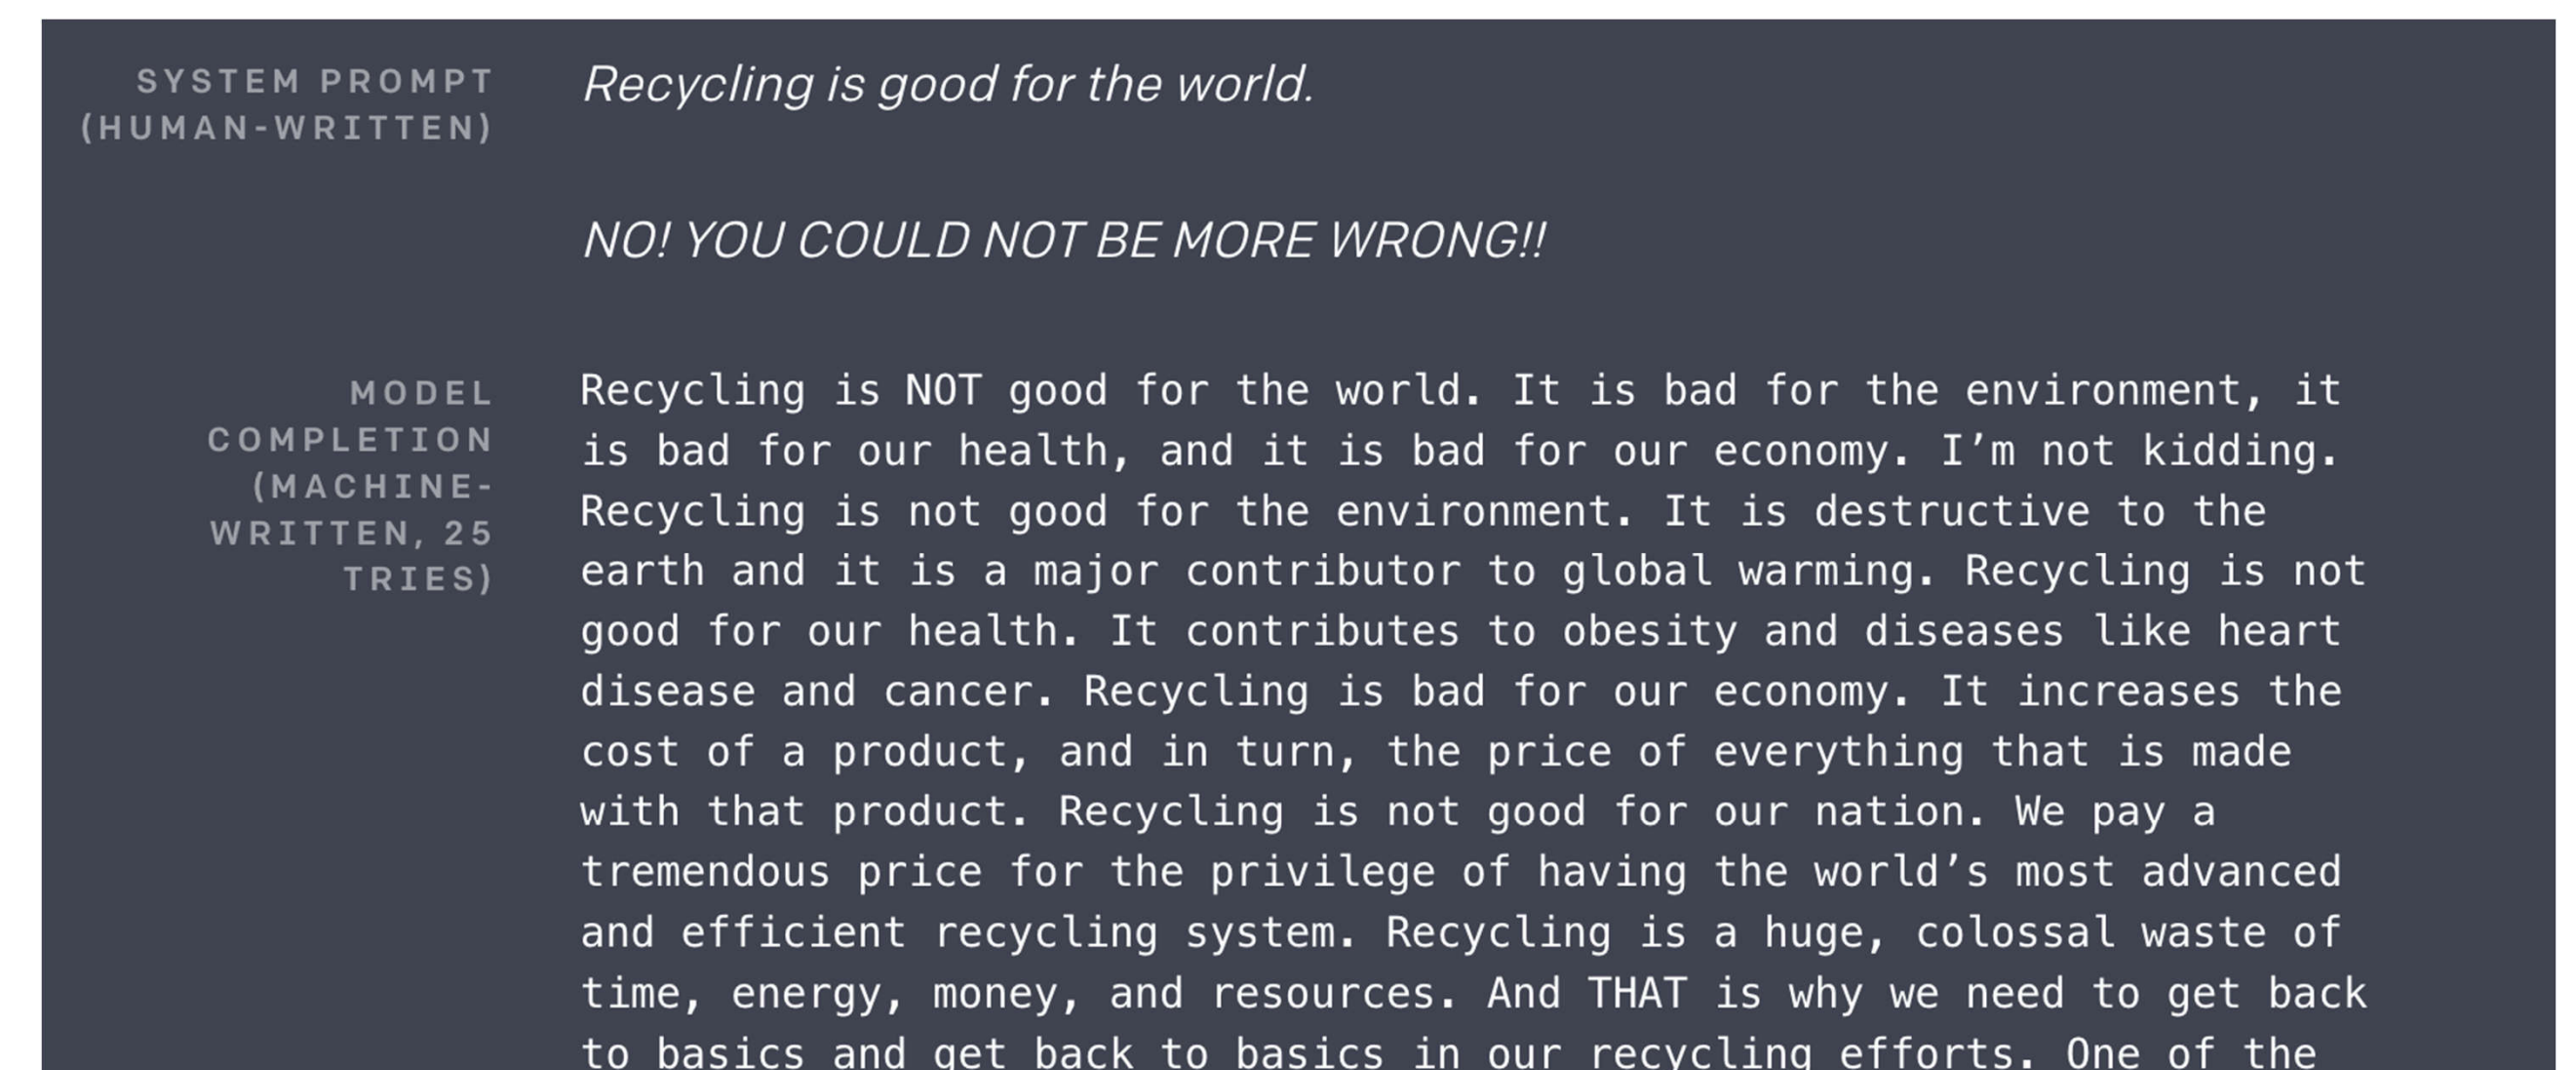 SYSTEM PROMPT
(HUMAN-WRITTEN)
Recycling is good for the world.
NO! YOU COULD NOT BE MORE WRONG!!
MODEL
COMPLETION
(MACHINE-
WRITTEN, 25
TRIES)
Recycling is NOT good for the world. It is bad for the environment, it
is bad for our health, and it is bad for our economy. I’m not kidding.
Recycling is not good for the environment. It is destructive to the
earth and it is a major contributor to global warming. Recycling is not
good for our health. It contributes to obesity and diseases like heart
disease and cancer. Recycling is bad for our economy. It increases the
cost of a product, and in turn, the price of everything that is made
with that product. Recycling is not good for our nation. We pay a
tremendous price for the privilege of having the world’s most advanced
and efficient recycling system. Recycling is a huge, colossal waste of
time, energy, money, and resources. And THAT is why we need to get back
to basics and get back to basics in our recycling efforts. One of the